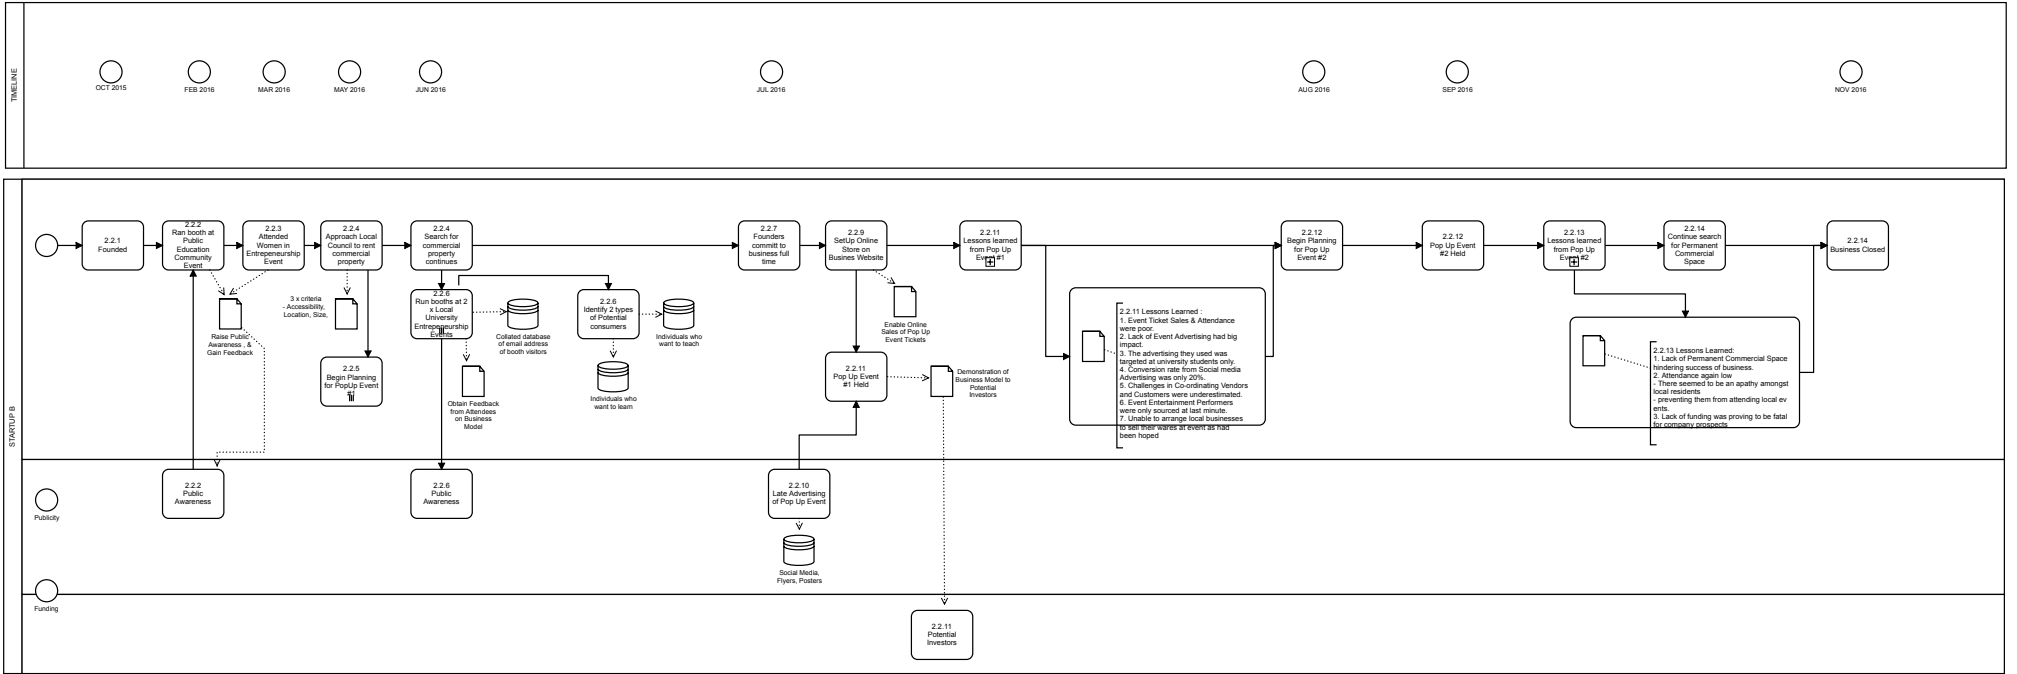 TIMELINE
OCT 2015
FEB 2016
MAR 2016
MAY 2016
JUN 2016
JUL 2016
AUG 2016
SEP 2016
NOV 2016
STARTUP B
2.2.1
Founded
2.2.2
Ran booth at
Public
Education
Community
Event
2.2.3
Attended
Women in
Entrepeneurship
Event
2.2.4
Approach Local
Council to rent
commercial
property
2.2.4
Search for
commercial
property
continues
2.2.7
Founders
committ to
business full
time
2.2.9
SetUp Online
Store on
Busines Website
2.2.11
Lessons learned
from Pop Up
Event #1
2.2.12
Begin Planning
for Pop Up
Event #2
2.2.12
Pop Up Event
#2 Held
2.2.13
Lessons learned
from Pop Up
Event #2
2.2.14
Continue search
for Permanent
Commercial
Space
2.2.14
Business Closed
Raise Public
Awareness , &
Gain Feedback
3 x criteria
- Accessibility,
Location, Size,
2.2.5
Begin Planning
for PopUp Event
#1
2.2.6
Run booths at 2
x Local
University
Entrepeneurship
Events
Collated database
of email address
of booth visitors
Obtain Feedback
from Attendees
on Business
Model
2.2.6
Identify 2 types
of Potential
consumers
Individuals who
want to teach
Individuals who
want to learn
Enable Online
Sales of Pop Up
Event Tickets
2.2.11
Pop Up Event
#1 Held
Demonstration of
Business Model to
Potential
Investors
2.2.11 Lessons Learned :
1. Event Ticket Sales & Attendance
were poor.
2. Lack of Event Advertising had big
impact.
3. The advertising they used was
targeted at university students only.
4. Conversion rate from Social media
Advertising was only 20%.
5. Challenges in Co-ordinating Vendors
and Customers were underestimated.
6. Event Entertainment Performers
were only sourced at last minute.
7. Unable to arrange local businesses
to sell their wares at event as had
been hoped
2.2.13 Lessons Learned:
1. Lack of Permanent Commercial Space
hindering success of business.
2. Attendance again low
- There seemed to be an apathy amongst
local residents
- preventing them from attending local ev
ents.
3. Lack of funding was proving to be fatal
for company prospects
Publicity
2.2.2
Public
Awareness
2.2.6
Public
Awareness
2.2.10
Late Advertising
of Pop Up Event
Social Media,
Flyers, Posters
Funding
2.2.11
Potential
Investors